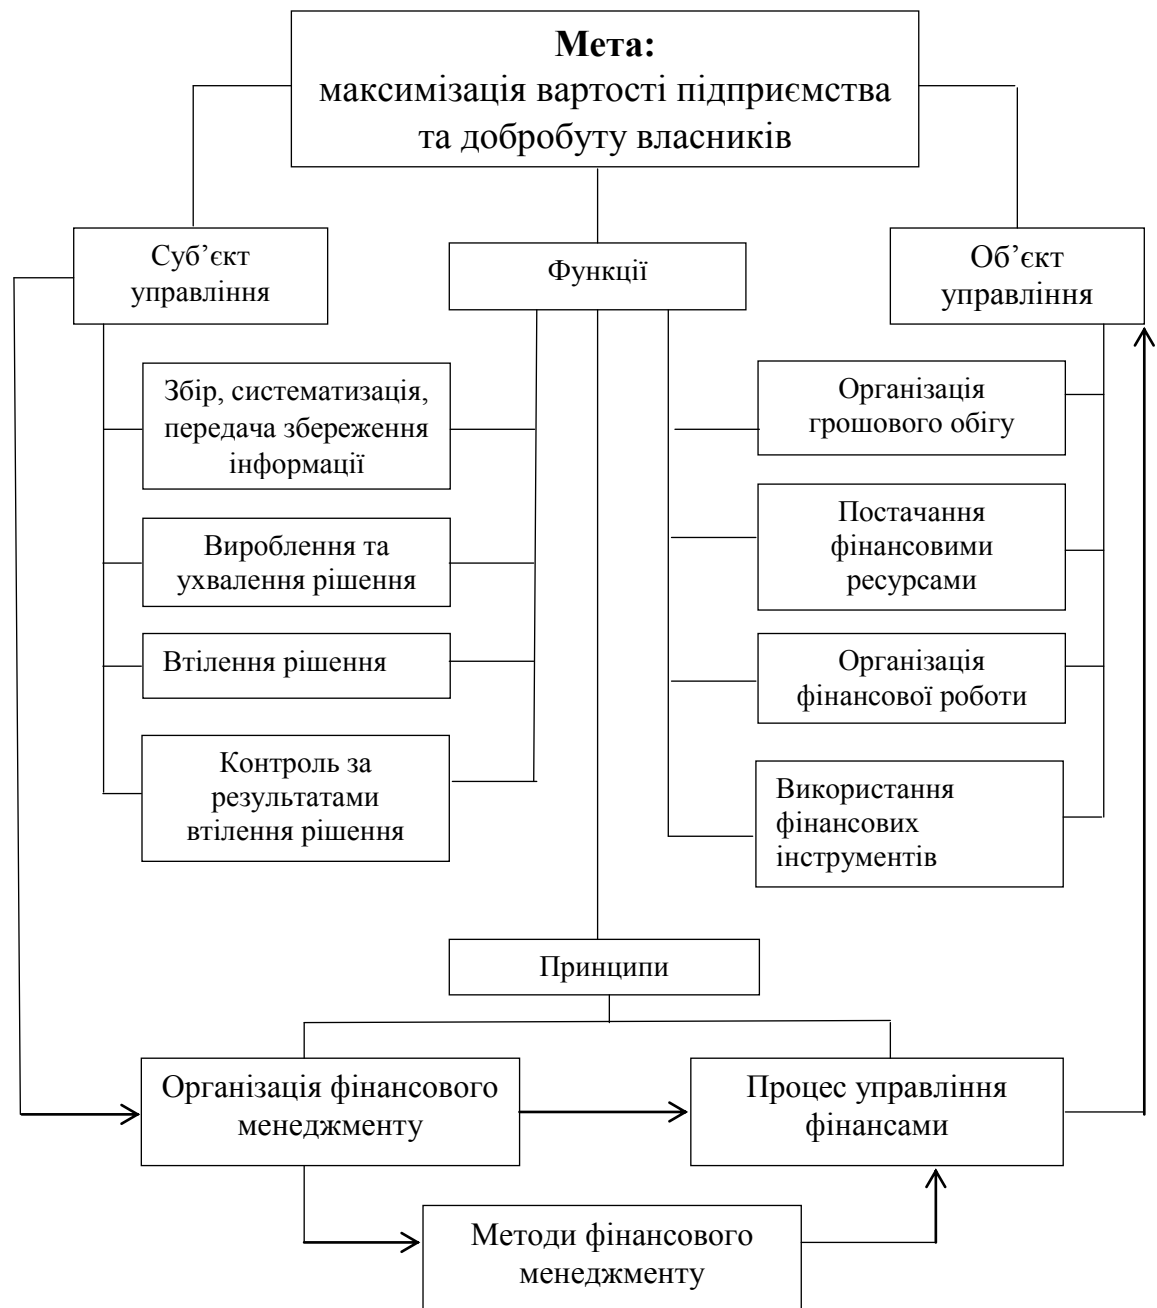 Мета:
максимізація вартості підприємства
та добробуту власників
Суб’єкт
управління
Функції
Об’єкт
управління
Збір, систематизація,
передача збереження
інформації
Вироблення та
ухвалення рішення
Втілення рішення
Контроль за
результатами
втілення рішення
Організація
грошового обігу
Постачання
фінансовими
ресурсами
Організація
фінансової роботи
Використання
фінансових
інструментів
Принципи
Організація фінансового
менеджменту
Процес управління
фінансами
Методи фінансового
менеджменту